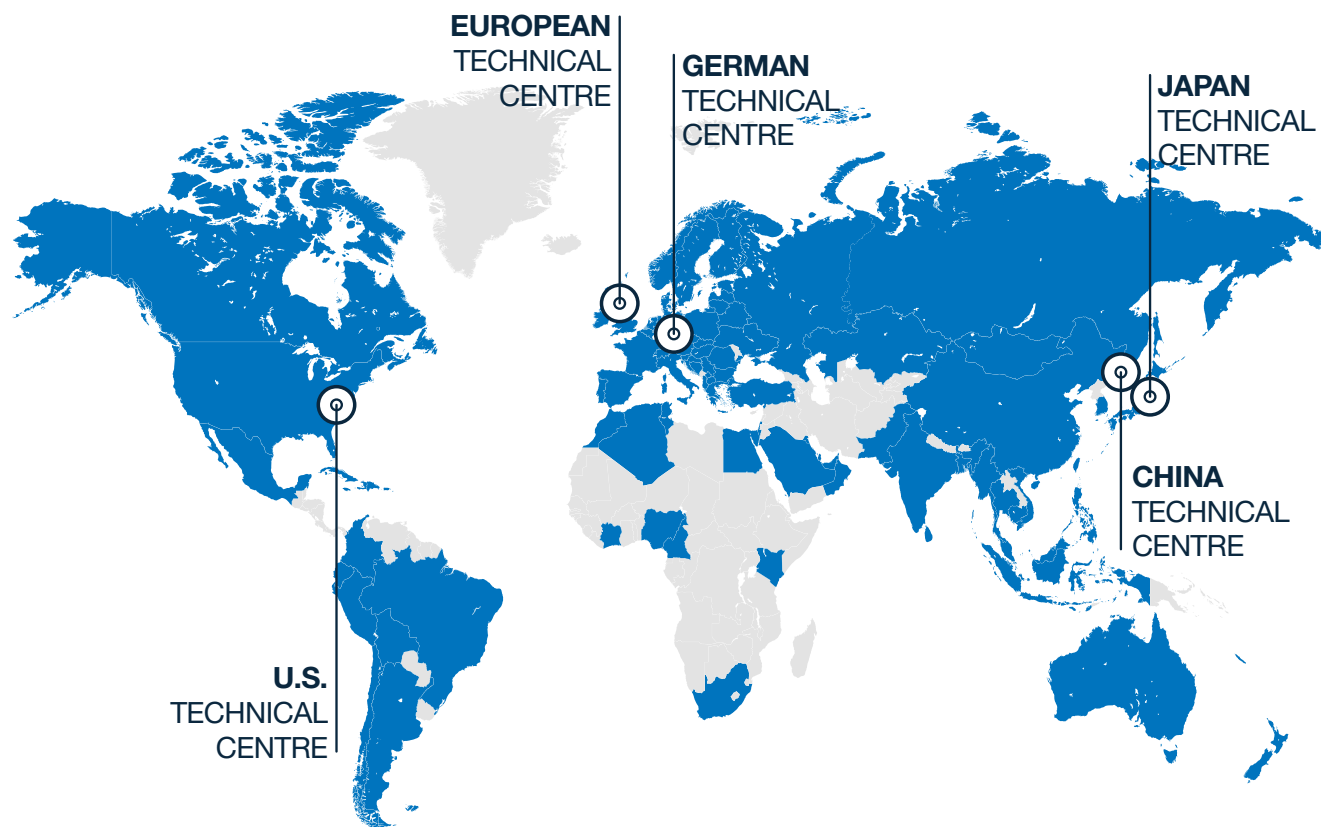 EUROPEAN
TECHNICAL
CENTRE
GERMAN
TECHNICAL
CENTRE
JAPAN
TECHNICAL
CENTRE
CHINA
TECHNICAL
CENTRE
U.S.
TECHNICAL
CENTRE